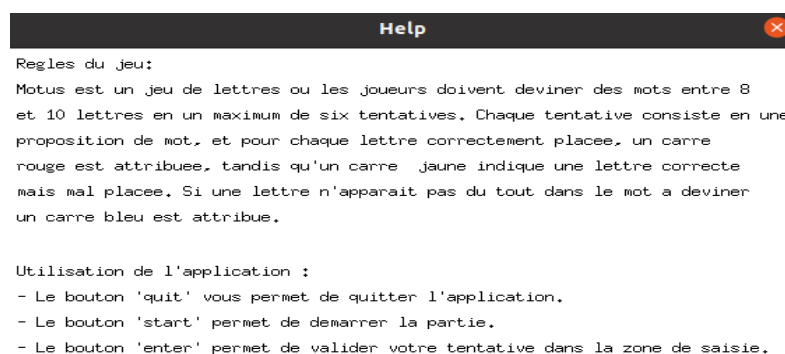 Help
Regles du jeu:
Motus est un jeu de lettres ou les joueurs doivent deviner des mots entre 8
et 10 lettres en un maximum de six tentatives. Chaque tentative consiste en une
proposition de mot, et pour chaque lettre correctement placee, un carre
rouge est attribuee, tandis qu'un carre  jaune indique une lettre correcte
mais mal placee. Si une lettre n'apparait pas du tout dans le mot a deviner
un carre bleu est attribue.
Utilisation de l'application :
- Le bouton 'quit' vous permet de quitter l'application.
- Le bouton 'start' permet de demarrer la partie.
- Le bouton 'enter' permet de valider votre tentative dans la zone de saisie.